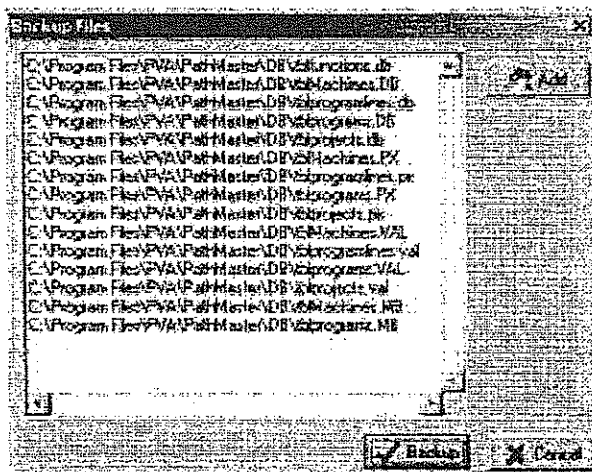 Backup Files
C:\Program Files\PVA\PathMaster\DB\tblfunctions.db
Add
C:\Program Files\PVA\PathMaster\DB\tblMachines.DB
C:\Program Files\PVA\PathMaster\DB\tblprogramlines.db
C:\Program Files\PVA\PathMaster\DB\tblprograms.DB
C:\Program Files\PVA\PathMaster\DB\tblprojects.db
C:\Program Files\PVA\PathMaster\DB\tblMachines.PX
C:\Program Files\PVA\PathMaster\DB\tblprogramlines.px
C:\Program Files\PVA\PathMaster\DB\tblprograms.PX
C:\Program Files\PVA\PathMaster\DB\tblprojects.px
C:\Program Files\PVA\PathMaster\DB\tblMachines.VAL
C:\Program Files\PVA\PathMaster\DB\tblprogramlines.val
C:\Program Files\PVA\PathMaster\DB\tblprograms.VAL
C:\Program Files\PVA\PathMaster\DB\tblprojects.val
C:\Program Files\PVA\PathMaster\DB\tblMachines.MB
C:\Program Files\PVA\PathMaster\DB\tblprograms.MB
Backup
Cancel